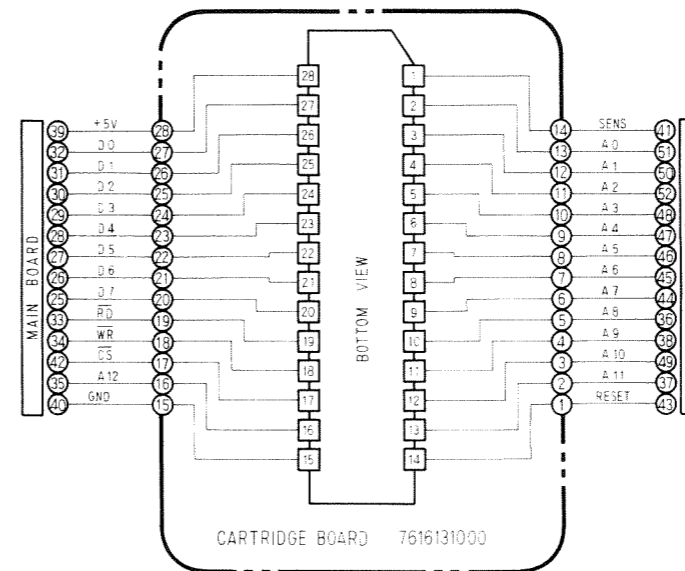 MAIN BOARD
39 +5V 28
32 D0 27
31 D1 26
30 D2 25
29 D3 24
28 D4 23
27 D5 22
26 D6 21
25 D7 20
33 RD 19
34 WR 18
42 CS 17
35 A12 16
40 GND 15
28
27
26
25
24
23
22
21
20
19
18
17
16
15
BOTTOM VIEW
1
2
3
4
5
6
7
8
9
10
11
12
13
14
14 SENS 41
13 A0 51
12 A1 50
11 A2 52
10 A3 48
9 A4 47
8 A5 46
7 A6 45
6 A7 44
5 A8 36
4 A9 38
3 A10 49
2 A11 37
1 RESET 43
CARTRIDGE BOARD 7616131000